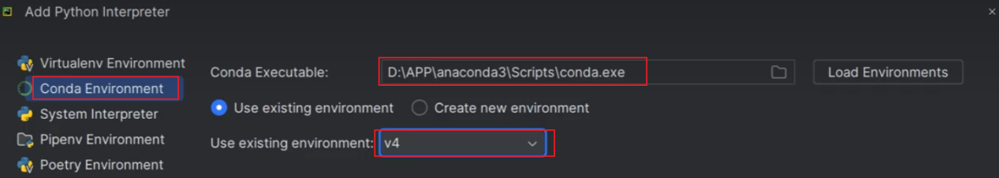 Add Python Interpreter
Virtualenv Environment
Conda Environment
System Interpreter
Pipenv Environment
Poetry Environment
Conda Executable: D:\APP\anaconda3\Scripts\conda.exe Load Environments
Use existing environment Create new environment
Use existing environment: v4